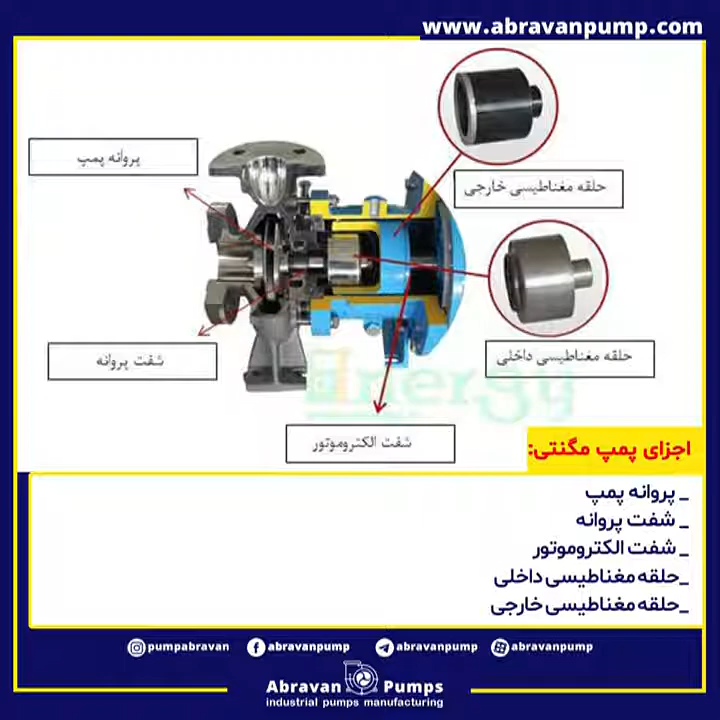 www.abravanpump.com
پروانه پمپ
حلقه مغناطیسی خارجی
شفت پروانه
حلقه مغناطیسی داخلی
Energy
شفت الکتروموتور
اجزای پمپ مگنتی:
_ پروانه پمپ
_ شفت پروانه
_ شفت الکتروموتور
_حلقه مغناطیسی داخلی
_حلقه مغناطیسی خارجی
pumpabravan abravanpump abravanpump abravanpump
Abravan Pumps
industrial pumps manufacturing